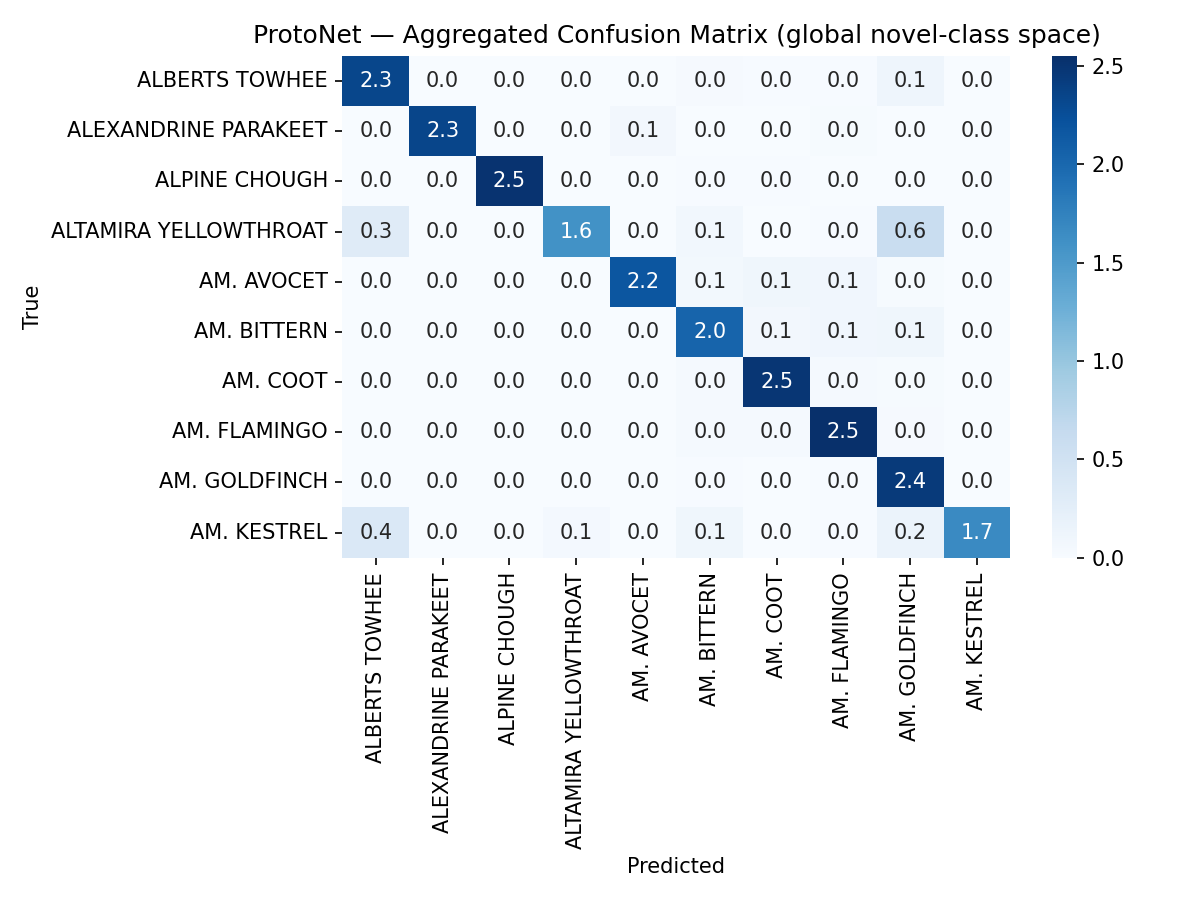 ProtoNet — Aggregated Confusion Matrix (global novel-class space)
True
ALBERTS TOWHEE 2.3 0.0 0.0 0.0 0.0 0.0 0.0 0.0 0.1 0.0
ALEXANDRINE PARAKEET 0.0 2.3 0.0 0.0 0.1 0.0 0.0 0.0 0.0 0.0
ALPINE CHOUGH 0.0 0.0 2.5 0.0 0.0 0.0 0.0 0.0 0.0 0.0
ALTAMIRA YELLOWTHROAT 0.3 0.0 0.0 1.6 0.0 0.1 0.0 0.0 0.6 0.0
AM. AVOCET 0.0 0.0 0.0 0.0 2.2 0.1 0.1 0.1 0.0 0.0
AM. BITTERN 0.0 0.0 0.0 0.0 0.0 2.0 0.1 0.1 0.1 0.0
AM. COOT 0.0 0.0 0.0 0.0 0.0 0.0 2.5 0.0 0.0 0.0
AM. FLAMINGO 0.0 0.0 0.0 0.0 0.0 0.0 0.0 2.5 0.0 0.0
AM. GOLDFINCH 0.0 0.0 0.0 0.0 0.0 0.0 0.0 0.0 2.4 0.0
AM. KESTREL 0.4 0.0 0.0 0.1 0.0 0.1 0.0 0.0 0.2 1.7
ALBERTS TOWHEE
ALEXANDRINE PARAKEET
ALPINE CHOUGH
ALTAMIRA YELLOWTHROAT
AM. AVOCET
AM. BITTERN
AM. COOT
AM. FLAMINGO
AM. GOLDFINCH
AM. KESTREL
Predicted
2.5
2.0
1.5
1.0
0.5
0.0